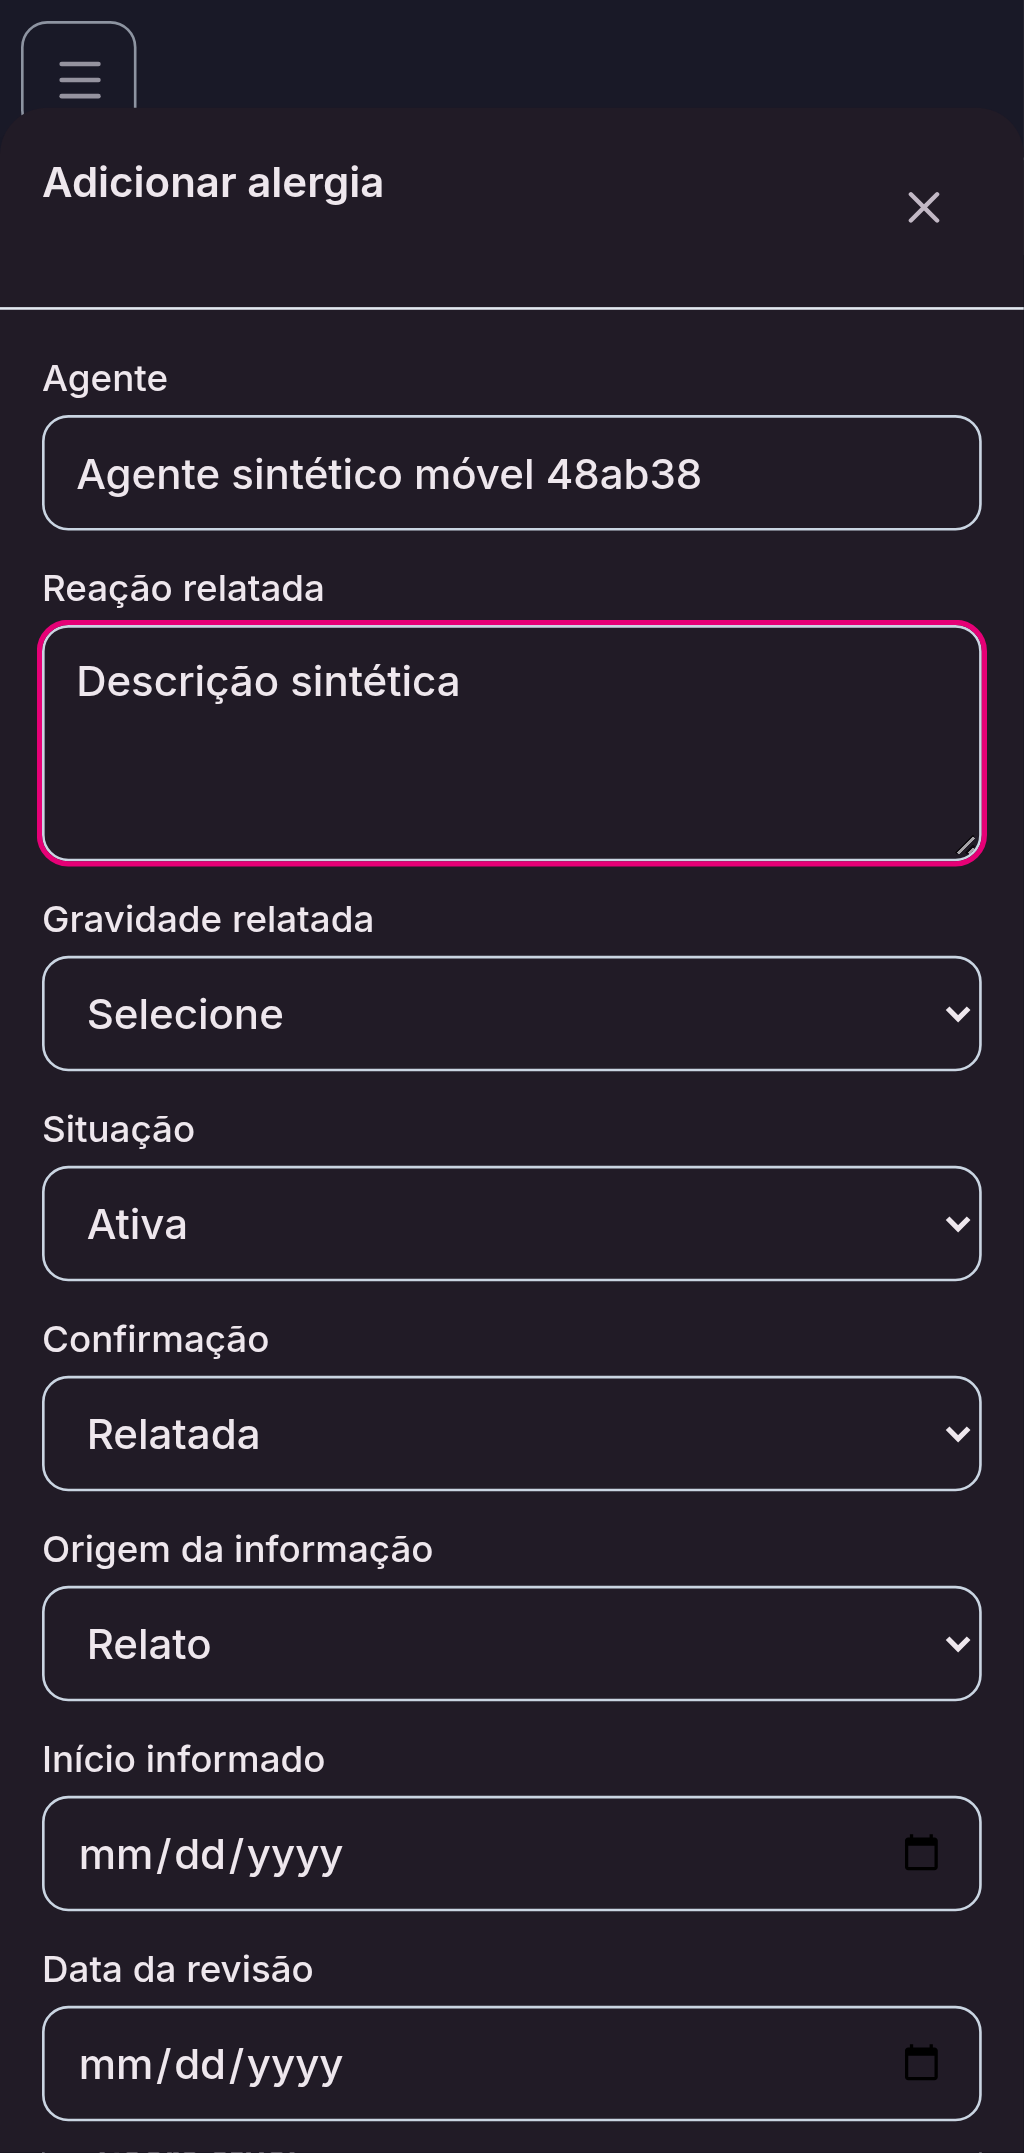 Adicionar alergia
Agente
Agente sintético móvel 48ab38
Reação relatada
Descrição sintética
Gravidade relatada
Selecione
Situação
Ativa
Confirmação
Relatada
Origem da informação
Relato
Início informado
mm/dd/yyyy
Data da revisão
mm/dd/yyyy